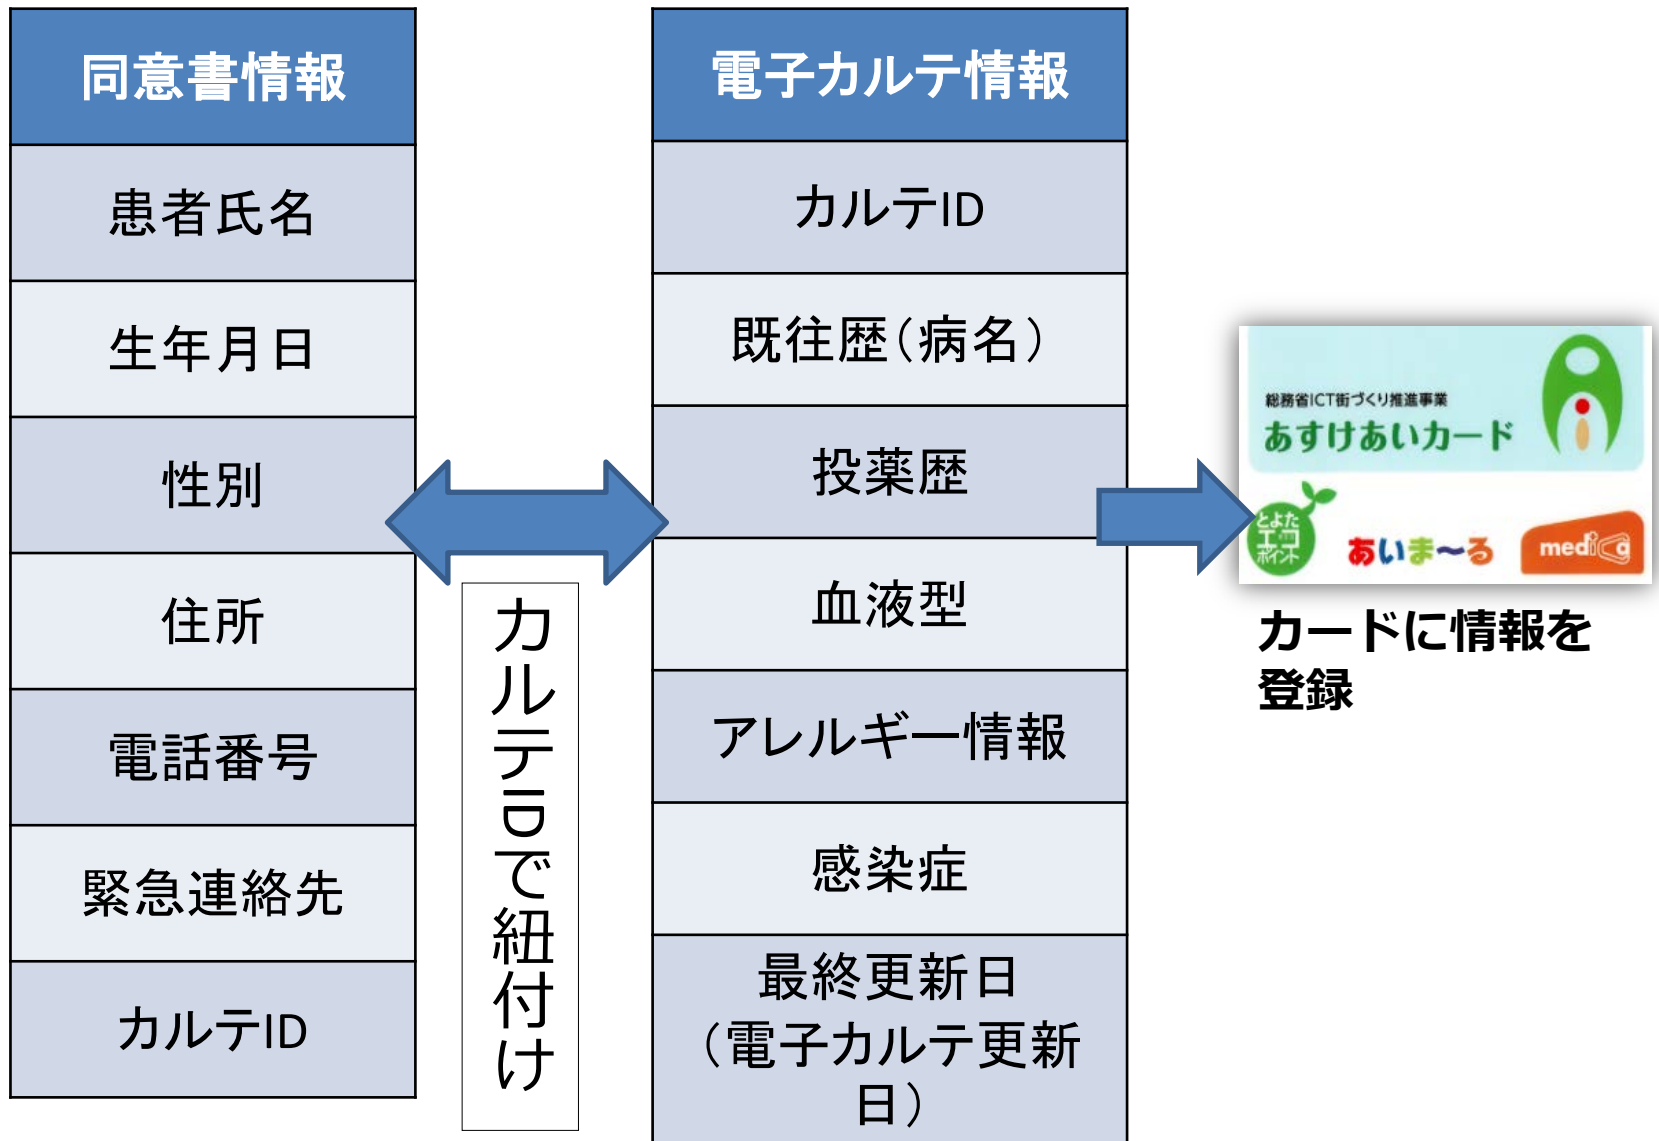 同意書情報
患者氏名
生年月日
性別
住所
電話番号
緊急連絡先
カルテID
カルテIDで紐付け
電子カルテ情報
カルテID
既往歴（病名）
投薬歴
血液型
アレルギー情報
感染症
最終更新日
（電子カルテ更新
日）
総務省ICT街づくり推進事業
あすけあいカード
とよた
エコ
ポイント
あいま～る
medica
カードに情報を
登録